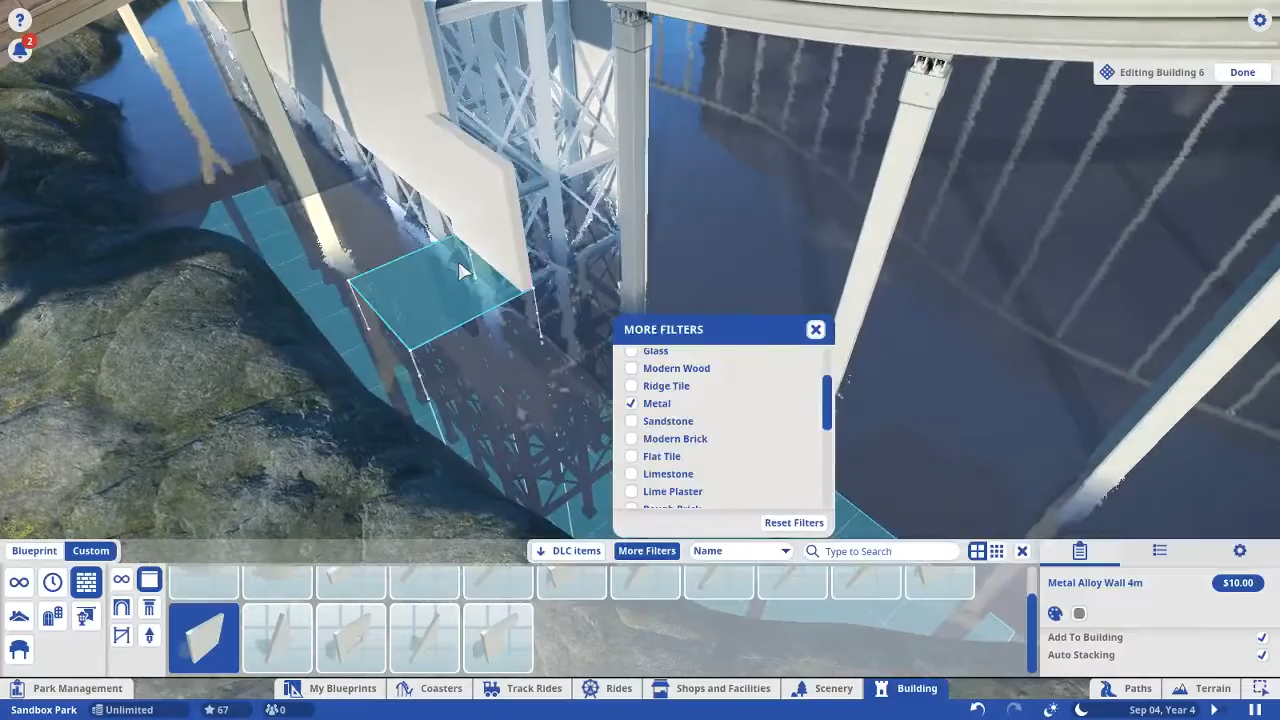 ?
2
Editing Building 6
Done
MORE FILTERS
Glass
Modern Wood
Ridge Tile
Metal
Sandstone
Modern Brick
Flat Tile
Limestone
Lime Plaster
Rough Brick
Reset Filters
Blueprint
Custom
DLC items
More Filters
Name
Type to Search
Metal Alloy Wall 4m
$10.00
Add To Building
Auto Stacking
Park Management
My Blueprints
Coasters
Track Rides
Rides
Shops and Facilities
Scenery
Building
Paths
Terrain
Sandbox Park
Unlimited
67
0
Sep 04, Year 4